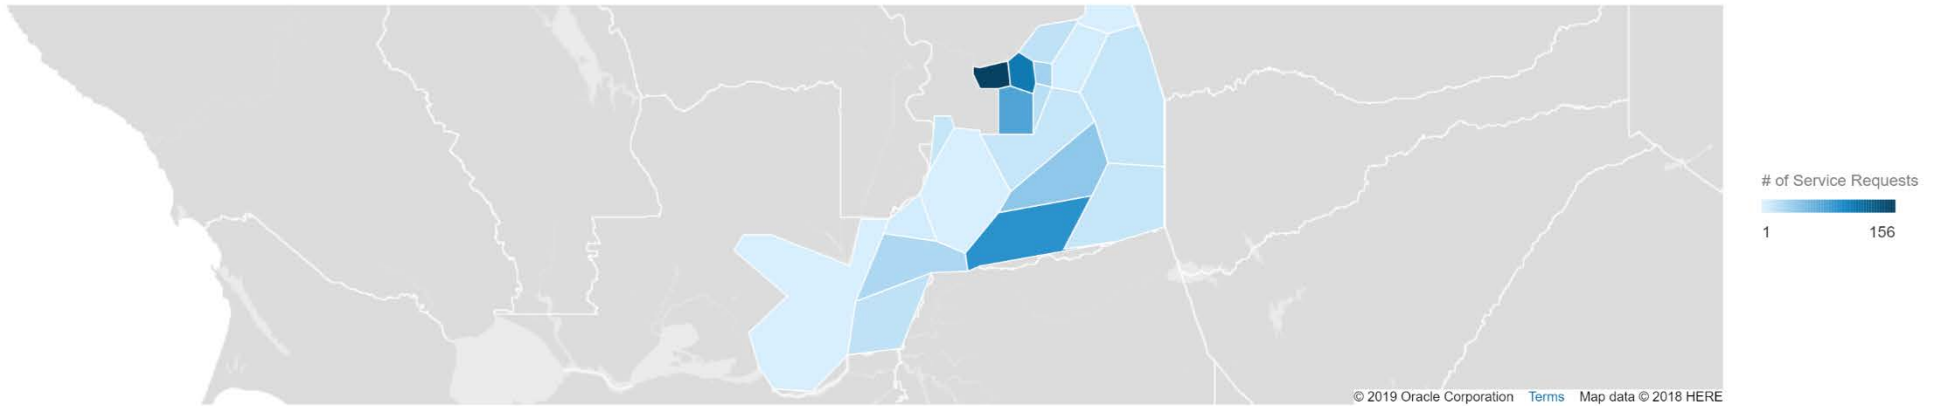 # of Service Requests
1 156
© 2019 Oracle Corporation Terms Map data © 2018 HERE